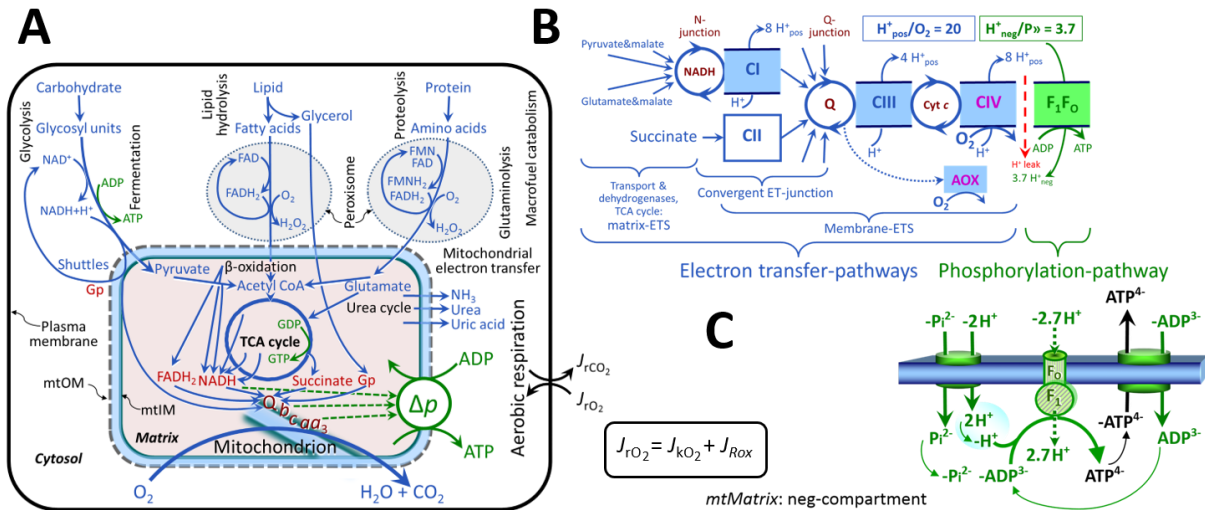 A
Carbohydrate
Lipid
Protein
Glycolysis
Lipid
hydrolysis
Glycerol
Proteolysis
Glycosyl units
Fatty acids
Amino acids
Macrofuel catabolism
Glutaminolysis
NAD⁺
ADP
Fermentation
NADH+H⁺
ATP
FAD
FADH₂
O₂
H₂O₂
Peroxisome
FMN
FAD
FMNH₂
FADH₂
O₂
H₂O₂
Shuttles
Gp
Pyruvate
β-oxidation
Acetyl CoA
Glutamate
Mitochondrial
electron transfer
Urea cycle
NH₃
Urea
Uric acid
Plasma
membrane
GDP
TCA cycle
GTP
FADH₂
NADH
Succinate
Gp
Q
b
c
aa₃
Δp
ADP
ATP
mtOM
mtIM
Matrix
Mitochondrion
Cytosol
O₂
H₂O + CO₂
Aerobic respiration
JrCO₂
JrO₂
JrO₂ = JkO₂ + JRox
B
N-
junction
8 H⁺pos
Q-
junction
H⁺pos/O₂ = 20
H⁺neg/P» = 3.7
Pyruvate&malate
NADH
CI
4 H⁺pos
8 H⁺pos
Glutamate&malate
H⁺
Q
CIII
Cyt c
CIV
F₁FO
Succinate
CII
H⁺
O₂
H⁺
ADP
ATP
H⁺ leak
3.7 H⁺neg
AOX
O₂
Transport &
dehydrogenases,
TCA cycle:
matrix-ETS
Convergent ET-junction
Membrane-ETS
Electron transfer-pathways
Phosphorylation-pathway
C
ATP⁴⁻
-Pi²⁻
-2H⁺
-2.7H⁺
-ADP³⁻
FO
F₁
2H⁺
Pi²⁻
-H⁺
2.7H⁺
-ATP⁴⁻
ADP³⁻
-Pi²⁻
-ADP³⁻
ATP⁴⁻
mtMatrix: neg-compartment